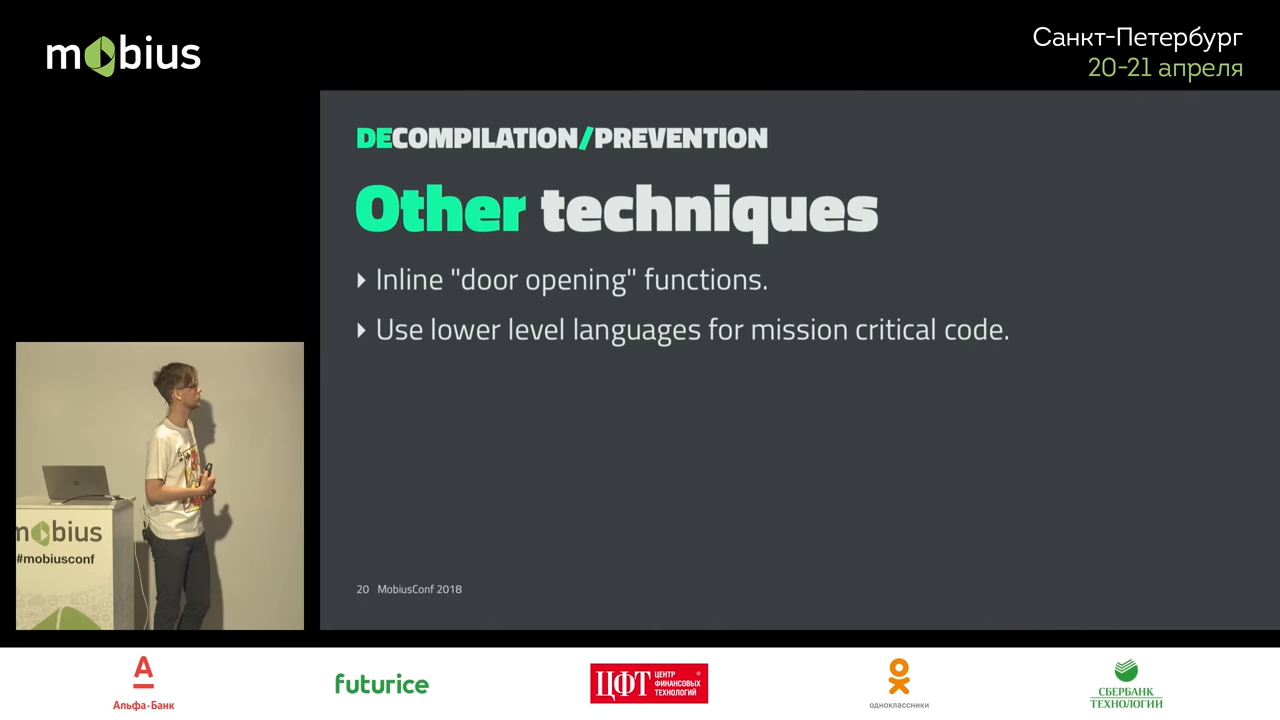 mobius
Санкт-Петербург
20-21 апреля
DECOMPILATION/PREVENTION
Other techniques
Inline "door opening" functions.
Use lower level languages for mission critical code.
20 MobiusConf 2018
mobius
#mobiusconf
Альфа·Банк
futurice
ЦФТ
ЦЕНТР
ФИНАНСОВЫХ
ТЕХНОЛОГИЙ
одноклассники
СБЕРБАНК
ТЕХНОЛОГИИ